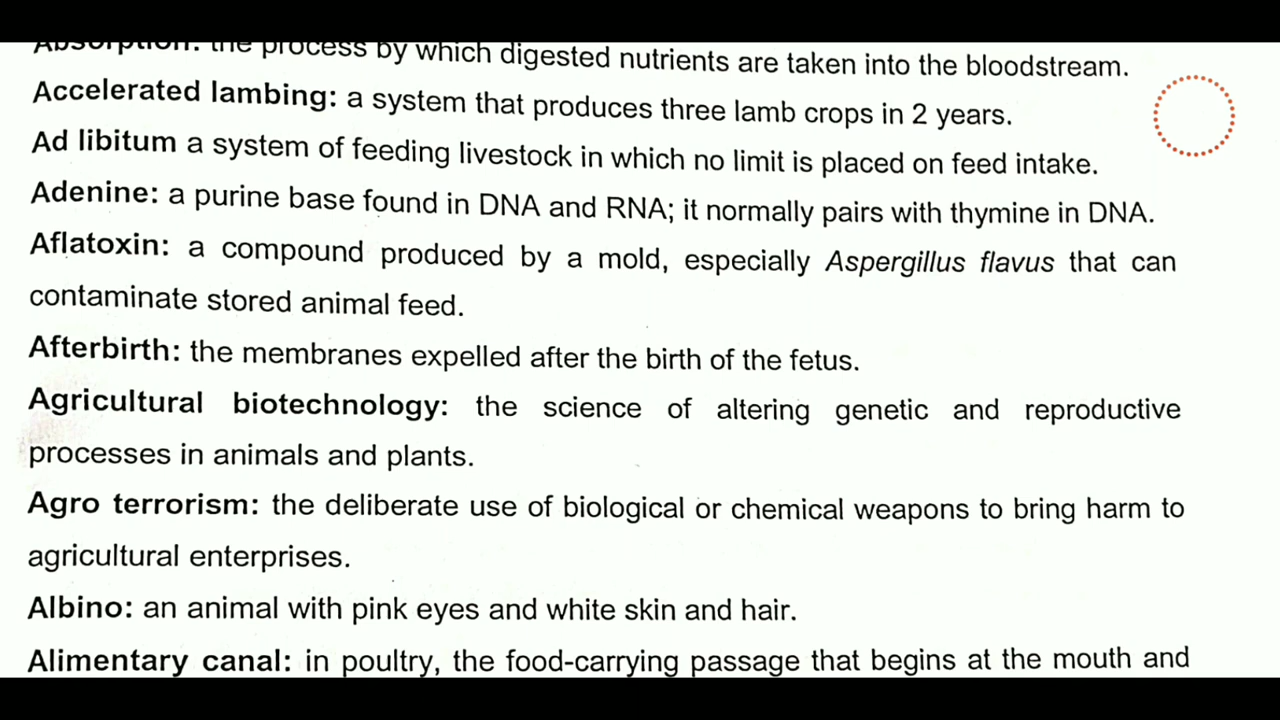 Absorption: the process by which digested nutrients are taken into the bloodstream.
Accelerated lambing: a system that produces three lamb crops in 2 years.
Ad libitum a system of feeding livestock in which no limit is placed on feed intake.
Adenine: a purine base found in DNA and RNA; it normally pairs with thymine in DNA.
Aflatoxin: a compound produced by a mold, especially Aspergillus flavus that can
contaminate stored animal feed.
Afterbirth: the membranes expelled after the birth of the fetus.
Agricultural biotechnology: the science of altering genetic and reproductive
processes in animals and plants.
Agro terrorism: the deliberate use of biological or chemical weapons to bring harm to
agricultural enterprises.
Albino: an animal with pink eyes and white skin and hair.
Alimentary canal: in poultry, the food-carrying passage that begins at the mouth and